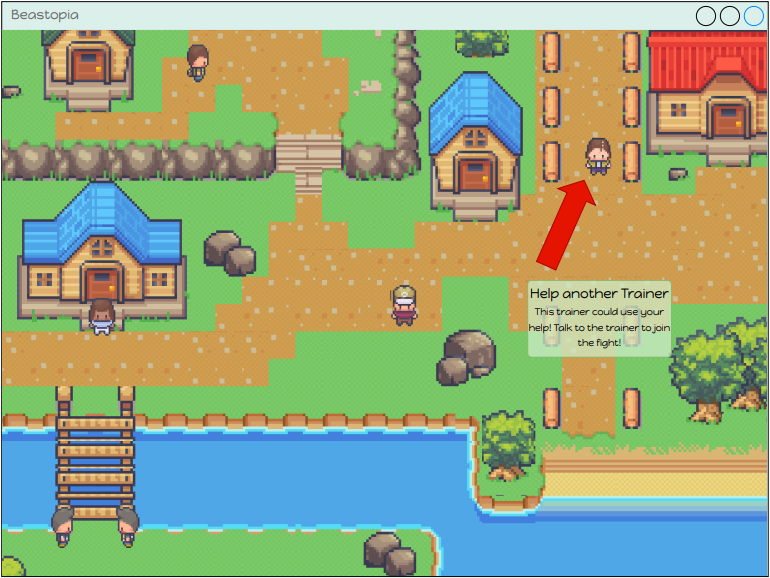 Beastopia
Help another Trainer
This trainer could use your
help! Talk to the trainer to join
the fight!